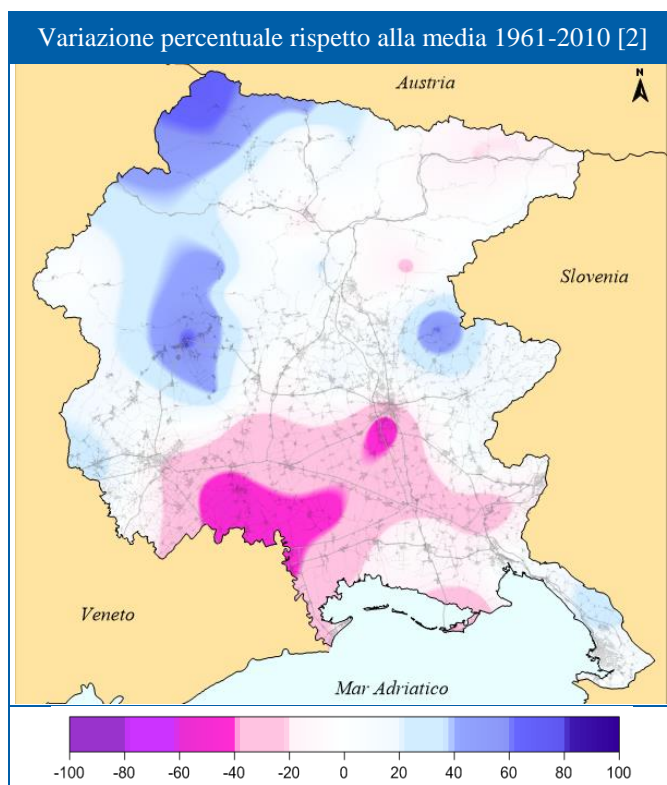 Variazione percentuale rispetto alla media 1961-2010 [2]
Austria
N
Slovenia
Veneto
Mar Adriatico
-100 -80 -60 -40 -20 0 20 40 60 80 100